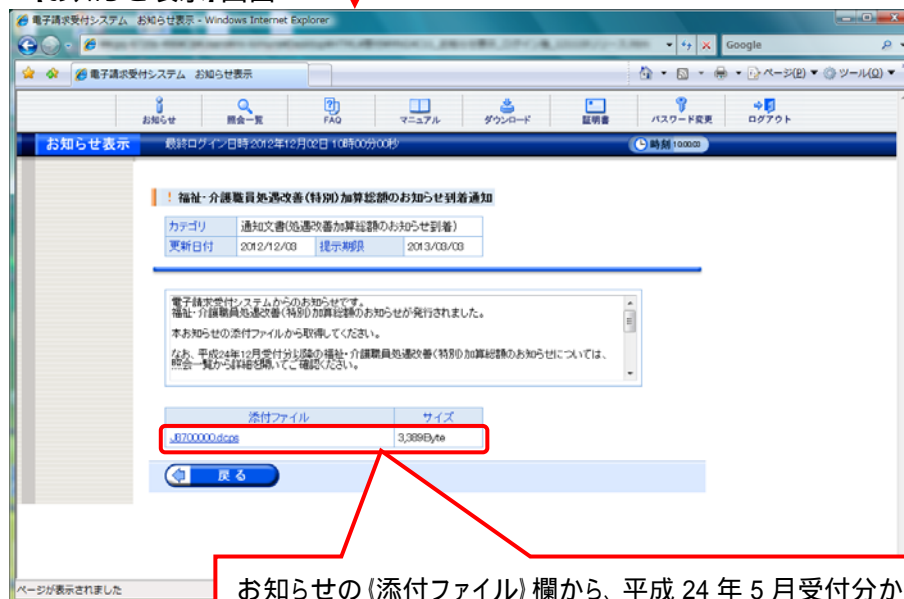 電子請求受付システム お知らせ表示 - Windows Internet Explorer
Google
電子請求受付システム お知らせ表示
ページ(P) ツール(O)
お知らせ 照会一覧 FAQ マニュアル ダウンロード 証明書 パスワード変更 ログアウト
お知らせ表示 最終ログイン日時:2012年12月02日 10時00分00秒 時刻 10:00:00
! 福祉・介護職員処遇改善(特別)加算総額のお知らせ到着通知
カテゴリ 通知文書(処遇改善加算総額のお知らせ到着)
更新日付 2012/12/03 提示期限 2013/03/03
電子請求受付システムからのお知らせです。
福祉・介護職員処遇改善(特別)加算総額のお知らせが発行されました。
本お知らせの添付ファイルから取得してください。
なお、平成24年12月受付分以降の福祉・介護職員処遇改善(特別)加算総額のお知らせについては、
照会一覧から詳細を開いてご確認ください。
添付ファイル サイズ
JB700000.dcps 3,389Byte
戻る
お知らせの《添付ファイル》欄から、平成 24 年 5 月受付分か
ページが表示されました